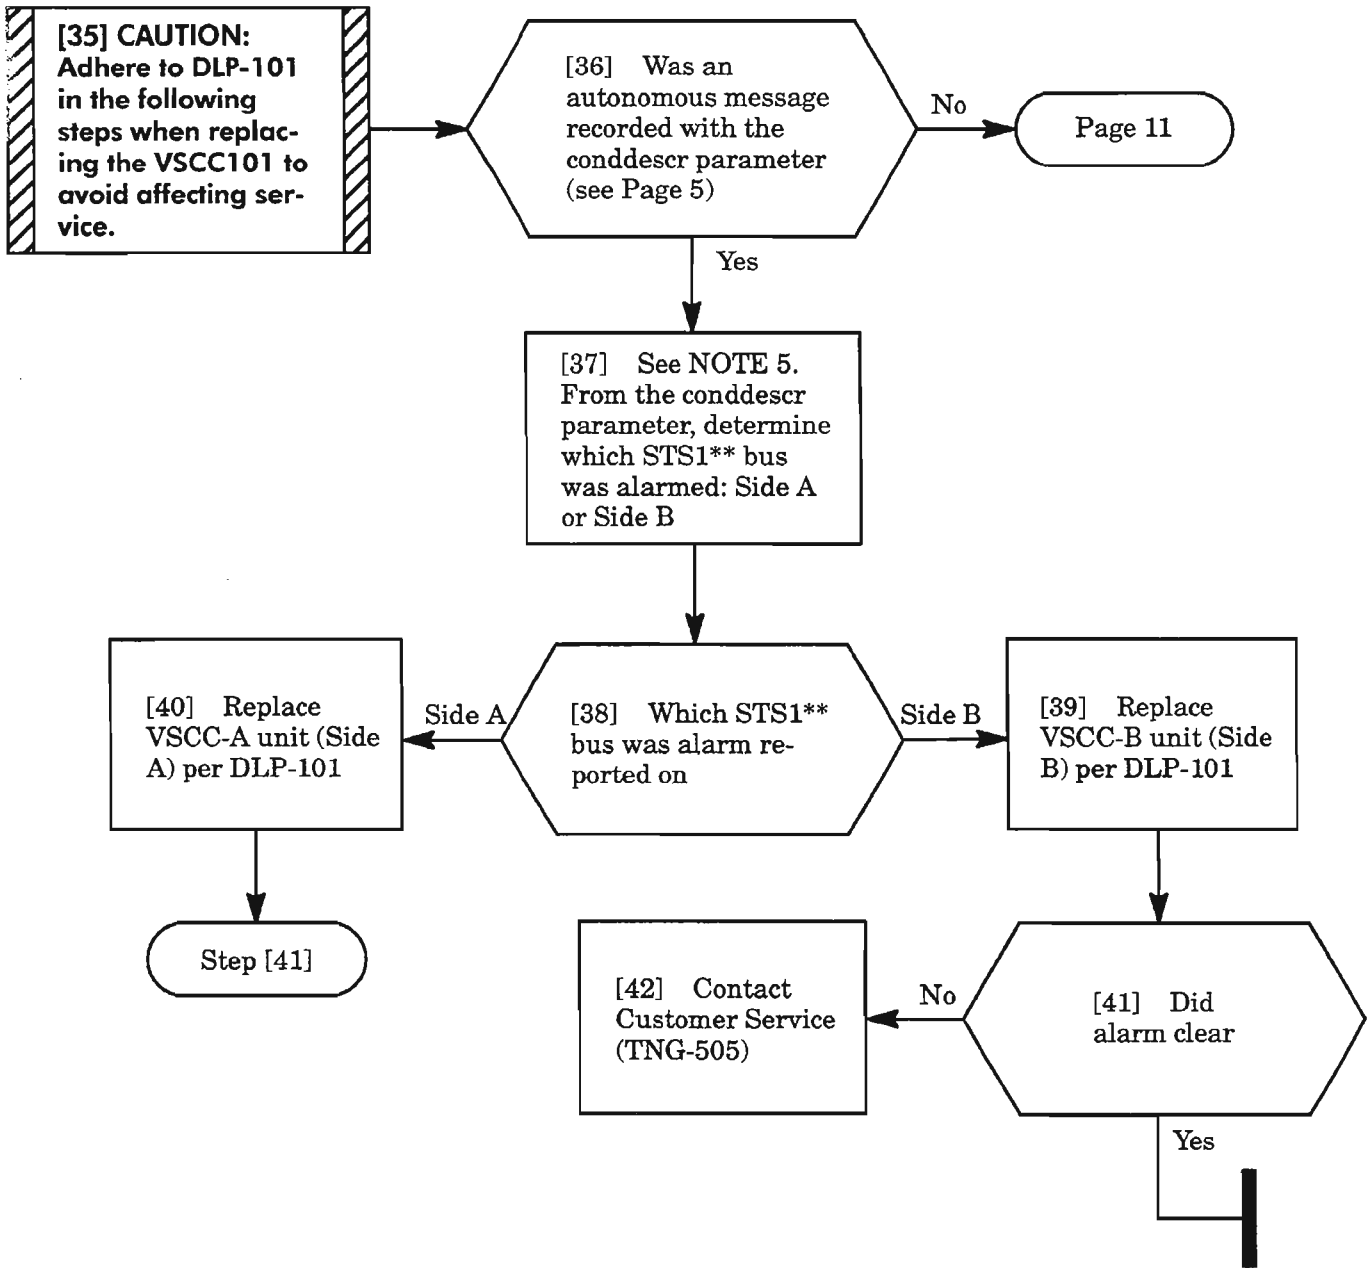 [35] CAUTION:
Adhere to DLP-101
in the following
steps when replac-
ing the VSCC101 to
avoid affecting ser-
vice.
[36] Was an
autonomous message
recorded with the
conddescr parameter
(see Page 5)
No
Page 11
Yes
[37] See NOTE 5.
From the conddescr
parameter, determine
which STS1** bus
was alarmed: Side A
or Side B
[40] Replace
VSCC-A unit (Side
A) per DLP-101
Side A
[38] Which STS1**
bus was alarm re-
ported on
Side B
[39] Replace
VSCC-B unit (Side
B) per DLP-101
Step [41]
[42] Contact
Customer Service
(TNG-505)
No
[41] Did
alarm clear
Yes